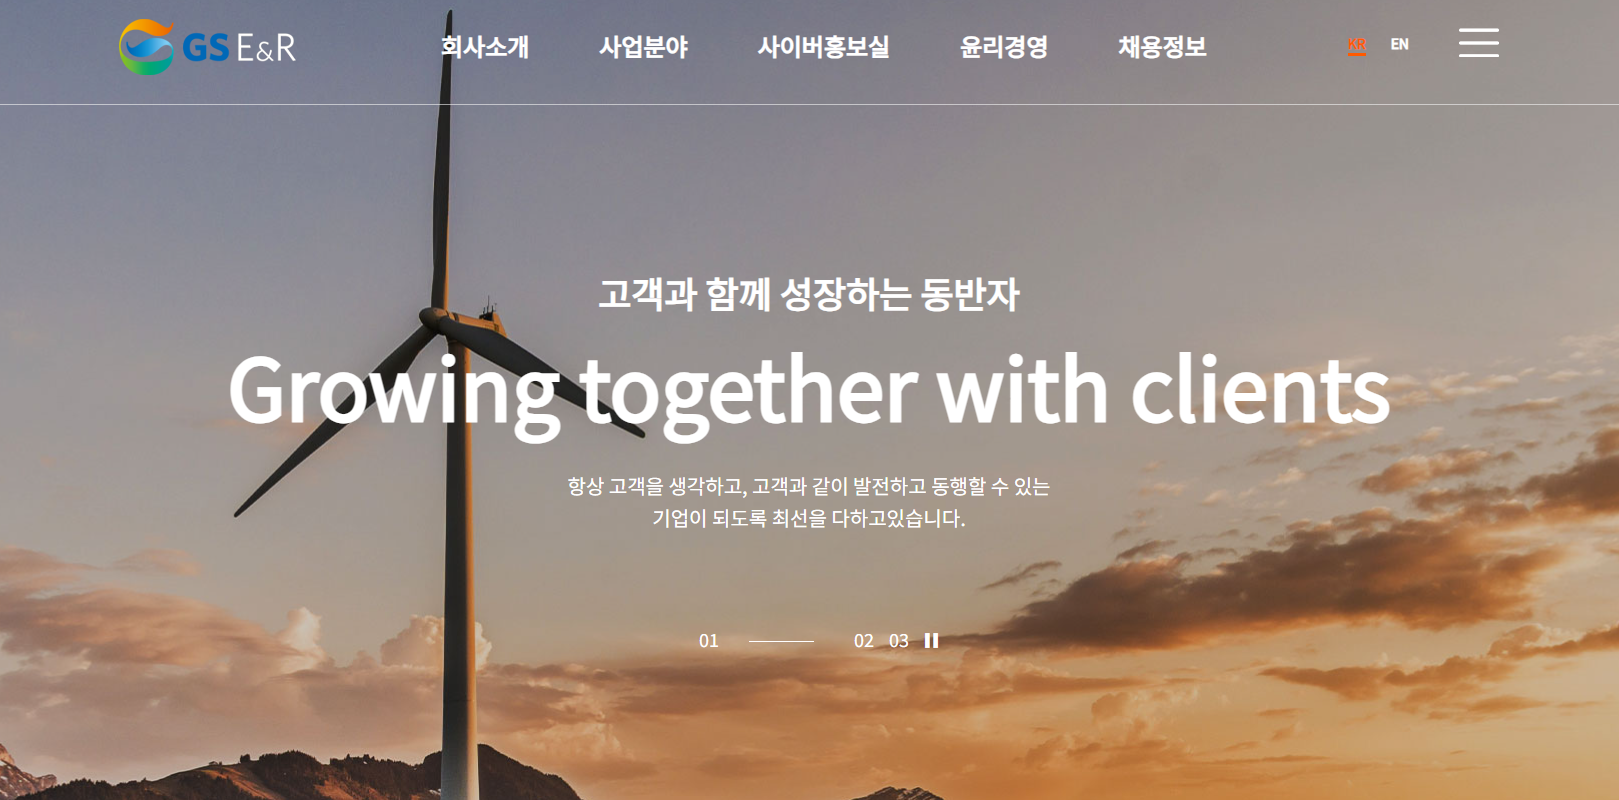 GS E&R
회사소개 사업분야 사이버홍보실 윤리경영 채용정보 KR EN
고객과 함께 성장하는 동반자
Growing together with clients
항상 고객을 생각하고, 고객과 같이 발전하고 동행할 수 있는
기업이 되도록 최선을 다하고있습니다.
01 02 03